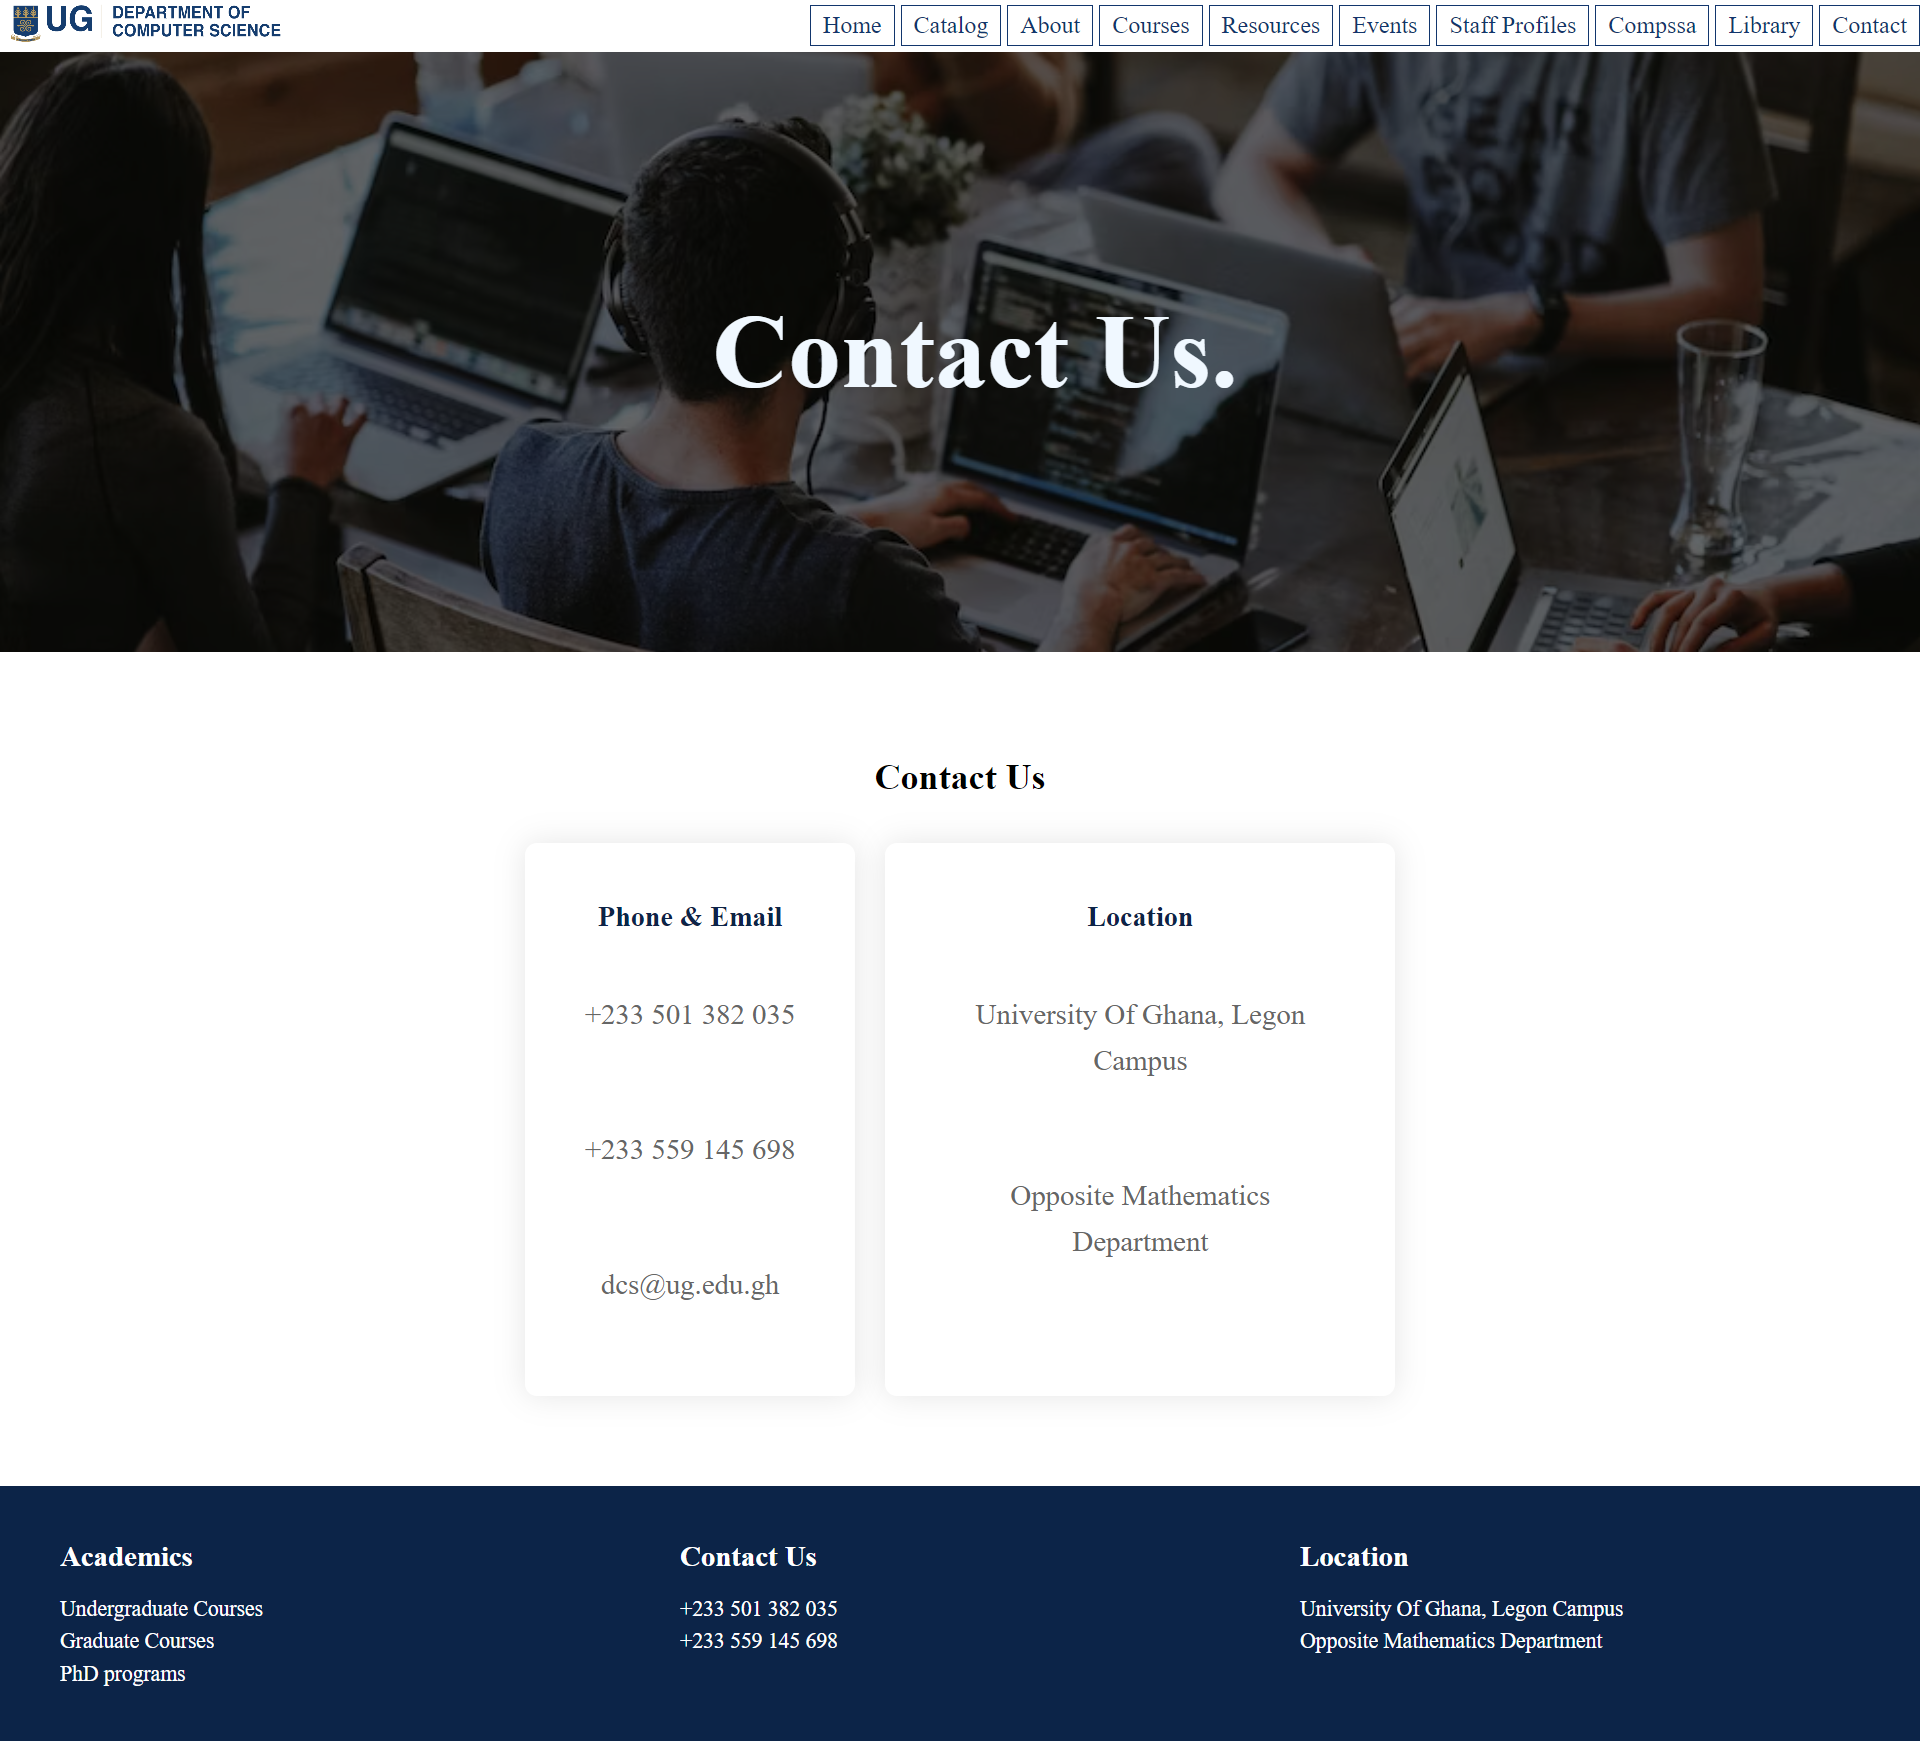 UG
DEPARTMENT OF
COMPUTER SCIENCE
Home
Catalog
About
Courses
Resources
Events
Staff Profiles
Compssa
Library
Contact
Contact Us.
Contact Us
Phone & Email
+233 501 382 035
+233 559 145 698
dcs@ug.edu.gh
Location
University Of Ghana, Legon
Campus
Opposite Mathematics
Department
Academics
Undergraduate Courses
Graduate Courses
PhD programs
Contact Us
+233 501 382 035
+233 559 145 698
Location
University Of Ghana, Legon Campus
Opposite Mathematics Department